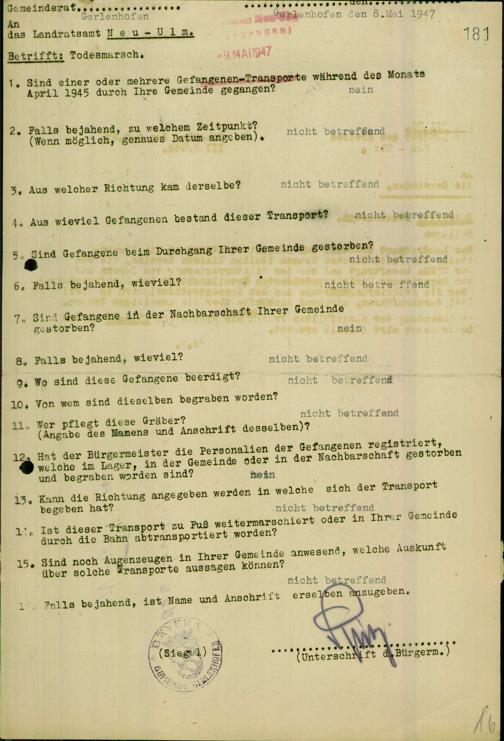 Gemeinderat
Gerlenhofen
Gerlenhofen den 8.Mai 1947
An
das Landratsamt Neu-Ulm.
-9.MAI 1947
181
Betrifft: Todesmarsch.
1. Sind einer oder mehrere Gefangenen-Transporte während des Monats
April 1945 durch Ihre Gemeinde gegangen? nein
2. Falls bejahend, zu welchem Zeitpunkt? nicht betreffend
(Wenn möglich, genaues Datum angeben).
3. Aus welcher Richtung kam derselbe? nicht betreffend
4. Aus wieviel Gefangenen bestand dieser Transport? nicht betreffend
5. Sind Gefangene beim Durchgang Ihrer Gemeinde gestorben?
nicht betreffend
6. Falls bejahend, wieviel? nicht betreffend
7. Sind Gefangene in der Nachbarschaft Ihrer Gemeinde
gestorben? nein
8. Falls bejahend, wieviel? nicht betreffend
9. Wo sind diese Gefangene beerdigt? nicht betreffend
10. Von wem sind dieselben begraben worden?
nicht betreffend
11. Wer pflegt diese Gräber?
(Angabe des Namens und Anschrift desselben)?
12. Hat der Bürgermeister die Personalien der Gefangenen registriert,
welche im Lager, in der Gemeinde oder in der Nachbarschaft gestorben
und begraben worden sind? nein
13. Kann die Richtung angegeben werden in welche sich der Transport
begeben hat? nicht betreffend
1. Ist dieser Transport zu Fuß weitermarschiert oder in Ihrer Gemeinde
durch die Bahn abtransportiert worden?
15. Sind noch Augenzeugen in Ihrer Gemeinde anwesend, welche Auskunft
über solche Transporte aussagen können?
nicht betreffend
1 Falls bejahend, ist Name und Anschrift erselben anzugeben.
(Siegel)
BAYERN
GEMEINDE GERLENHOFEN
(Unterschrift d.Bürgerm.)
16